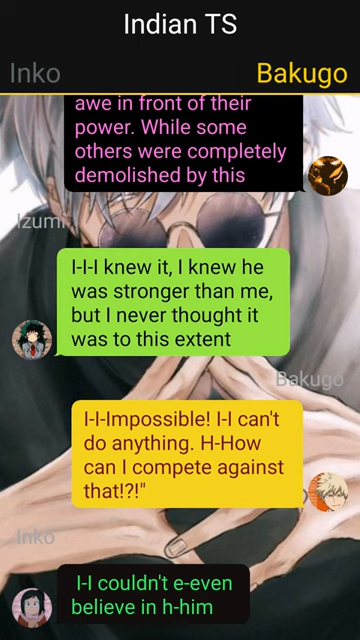 Indian TS
Inko
Bakugo
awe in front of their
power. While some
others were completely
demolished by this
Izumi
I-I-I knew it, I knew he
was stronger than me,
but I never thought it
was to this extent
Bakugo
I-I-Impossible! I-I can't
do anything. H-How
can I compete against
that!?!"
Inko
I-I couldn't e-even
believe in h-him